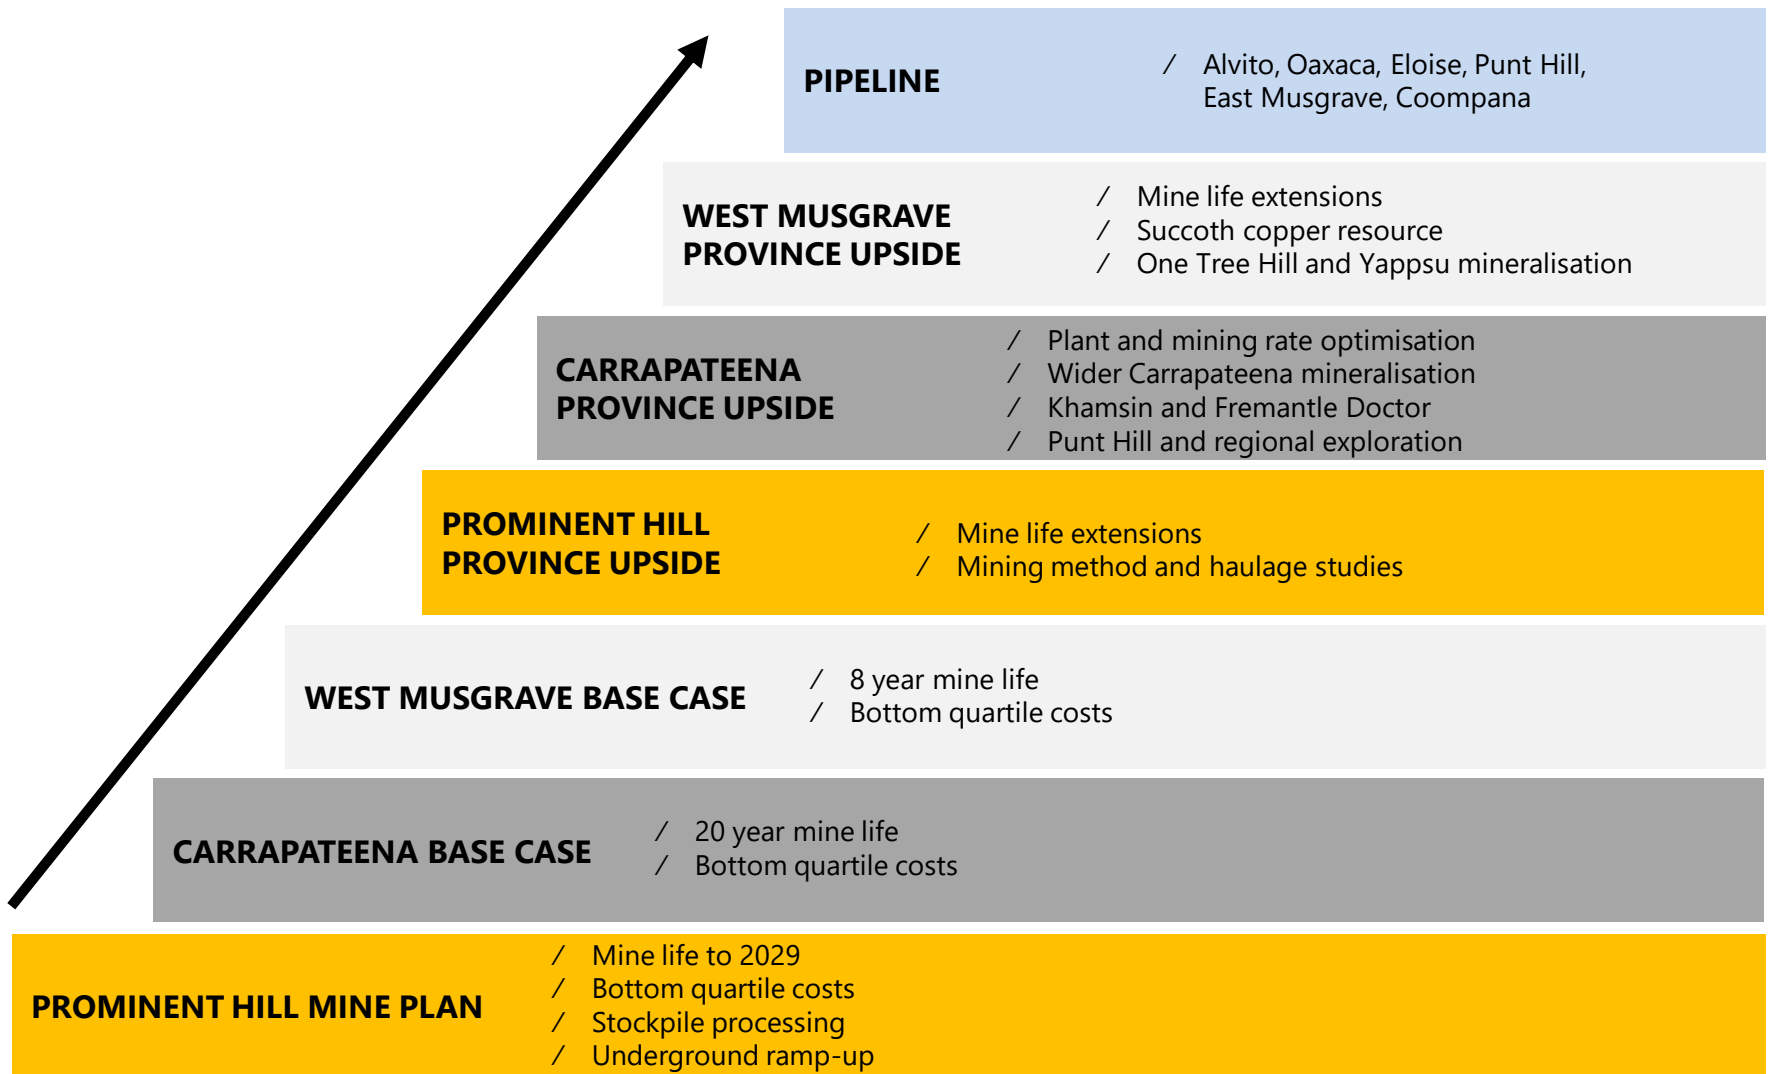 PIPELINE
/ Alvito, Oaxaca, Eloise, Punt Hill,
East Musgrave, Coompana
WEST MUSGRAVE
PROVINCE UPSIDE
/ Mine life extensions
/ Succoth copper resource
/ One Tree Hill and Yappsu mineralisation
CARRAPATEENA
PROVINCE UPSIDE
/ Plant and mining rate optimisation
/ Wider Carrapateena mineralisation
/ Khamsin and Fremantle Doctor
/ Punt Hill and regional exploration
PROMINENT HILL
PROVINCE UPSIDE
/ Mine life extensions
/ Mining method and haulage studies
WEST MUSGRAVE BASE CASE
/ 8 year mine life
/ Bottom quartile costs
CARRAPATEENA BASE CASE
/ 20 year mine life
/ Bottom quartile costs
PROMINENT HILL MINE PLAN
/ Mine life to 2029
/ Bottom quartile costs
/ Stockpile processing
/ Underground ramp-up